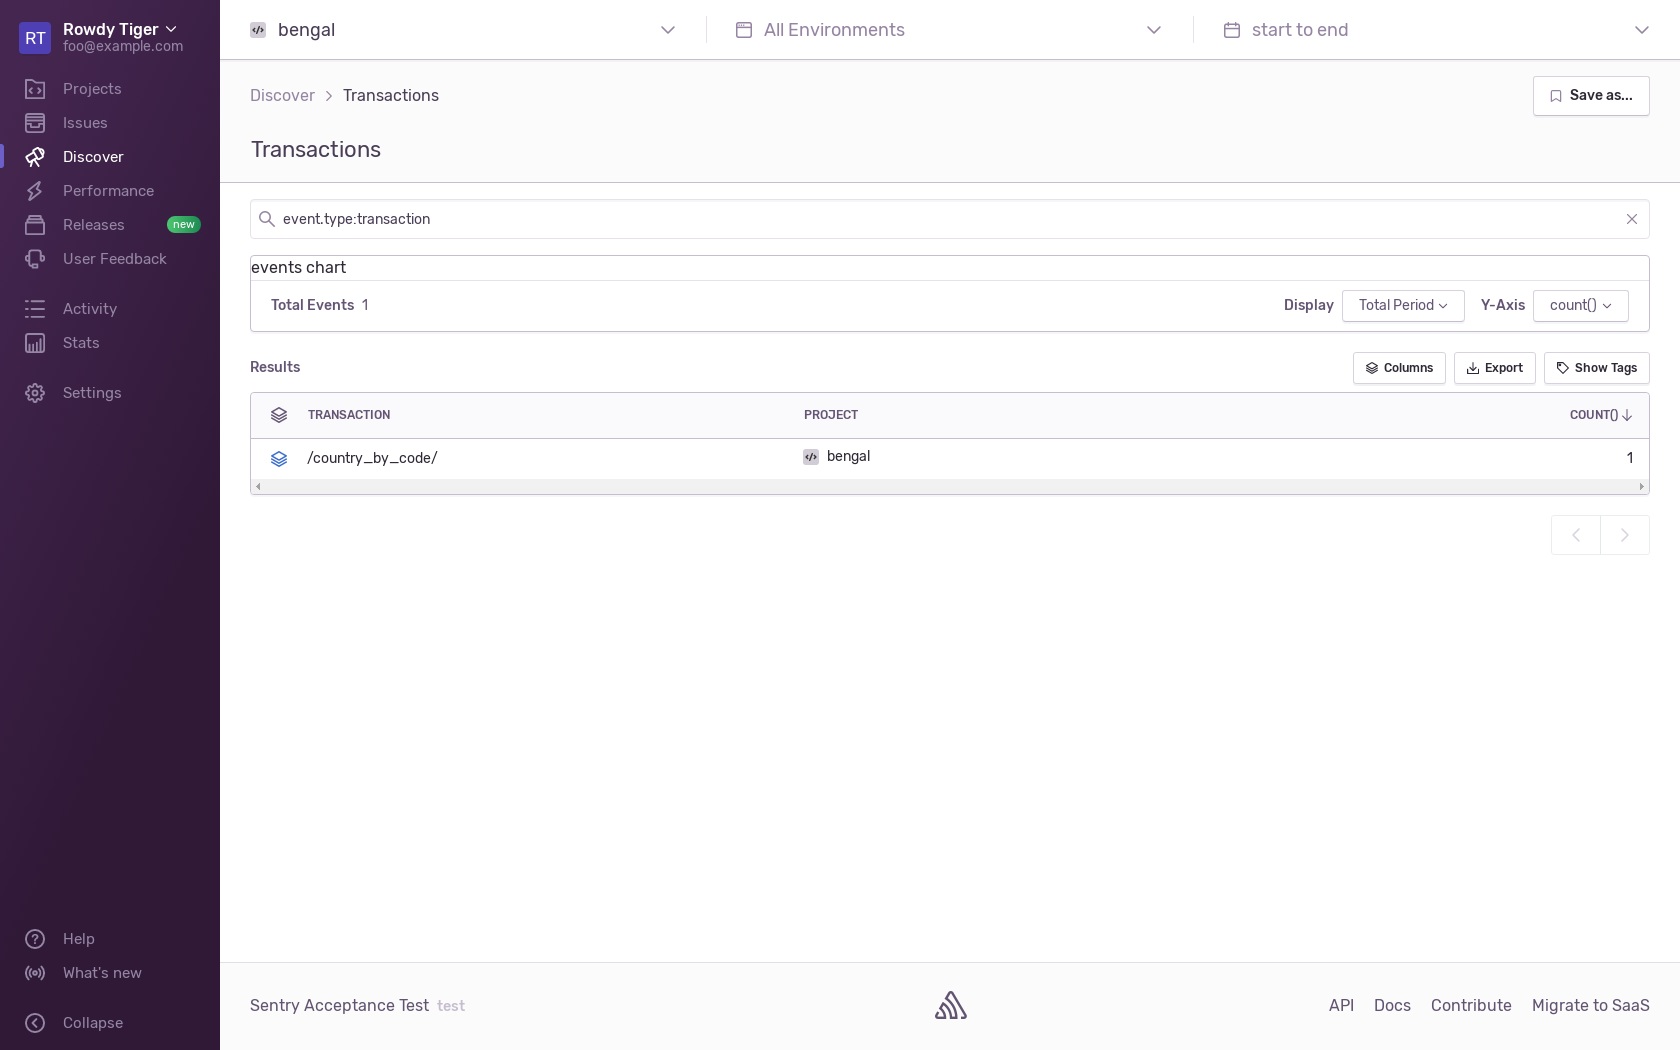 RT
Rowdy Tiger
foo@example.com
Projects
Issues
Discover
Performance
Releases new
User Feedback
Activity
Stats
Settings
Help
What's new
Collapse
bengal
All Environments
start to end
Discover > Transactions
Save as...
Transactions
event.type:transaction
events chart
Total Events 1
Display Total Period
Y-Axis count()
Results
Columns
Export
Show Tags
TRANSACTION PROJECT COUNT()
/country_by_code/ bengal 1
Sentry Acceptance Test test
API Docs Contribute Migrate to SaaS